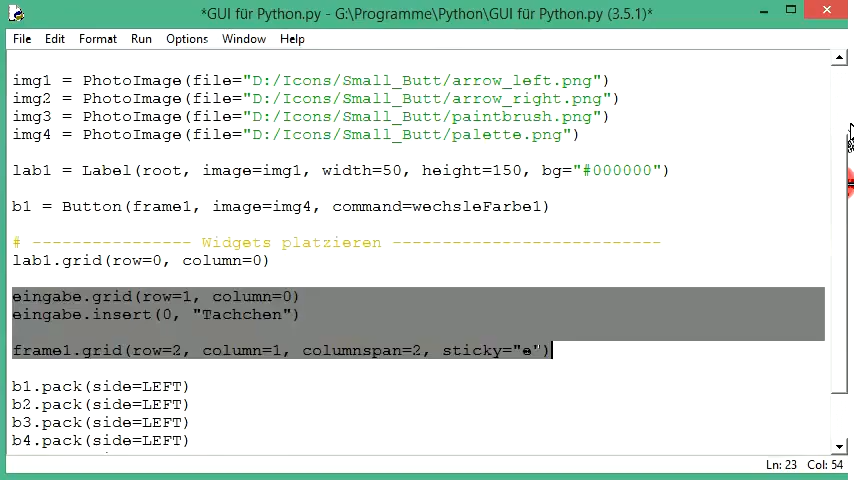 *GUI für Python.py - G:\Programme\Python\GUI für Python.py (3.5.1)*
File Edit Format Run Options Window Help
img1 = PhotoImage(file="D:/Icons/Small_Butt/arrow_left.png")
img2 = PhotoImage(file="D:/Icons/Small_Butt/arrow_right.png")
img3 = PhotoImage(file="D:/Icons/Small_Butt/paintbrush.png")
img4 = PhotoImage(file="D:/Icons/Small_Butt/palette.png")
lab1 = Label(root, image=img1, width=50, height=150, bg="#000000")
b1 = Button(frame1, image=img4, command=wechsleFarbe1)
# ---------------- Widgets platzieren ---------------------------
lab1.grid(row=0, column=0)
eingabe.grid(row=1, column=0)
eingabe.insert(0, "Tachchen")
frame1.grid(row=2, column=1, columnspan=2, sticky="e")
b1.pack(side=LEFT)
b2.pack(side=LEFT)
b3.pack(side=LEFT)
b4.pack(side=LEFT)
Ln: 23 Col: 54